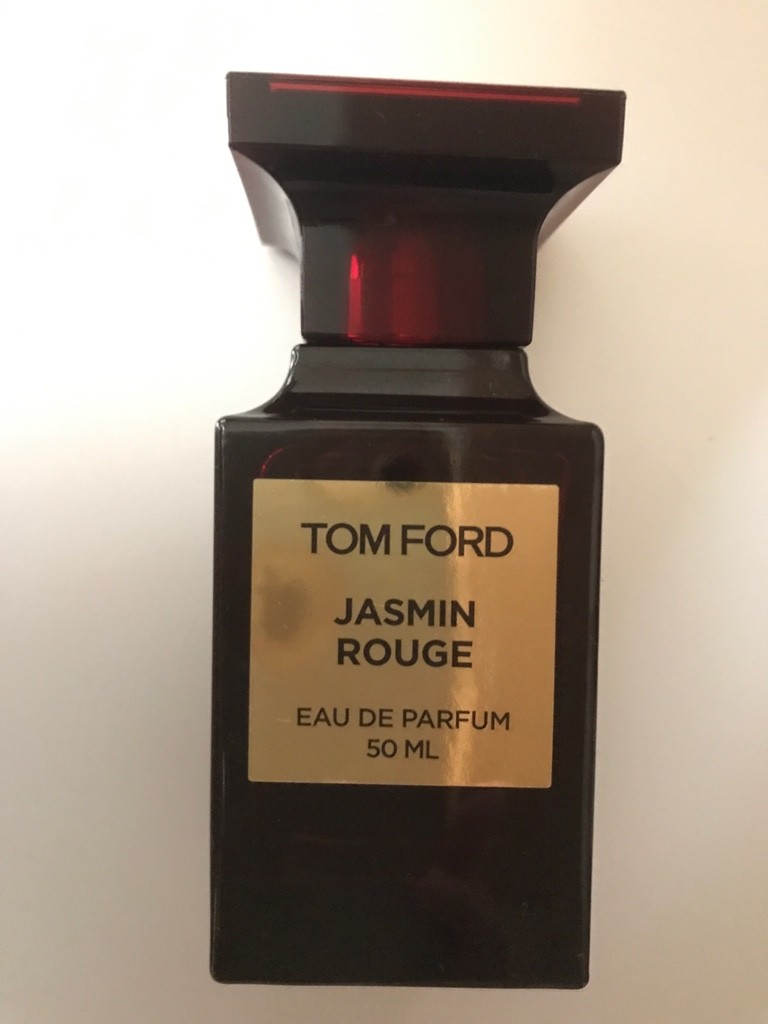 TOM FORD
JASMIN
ROUGE
EAU DE PARFUM
50 ML